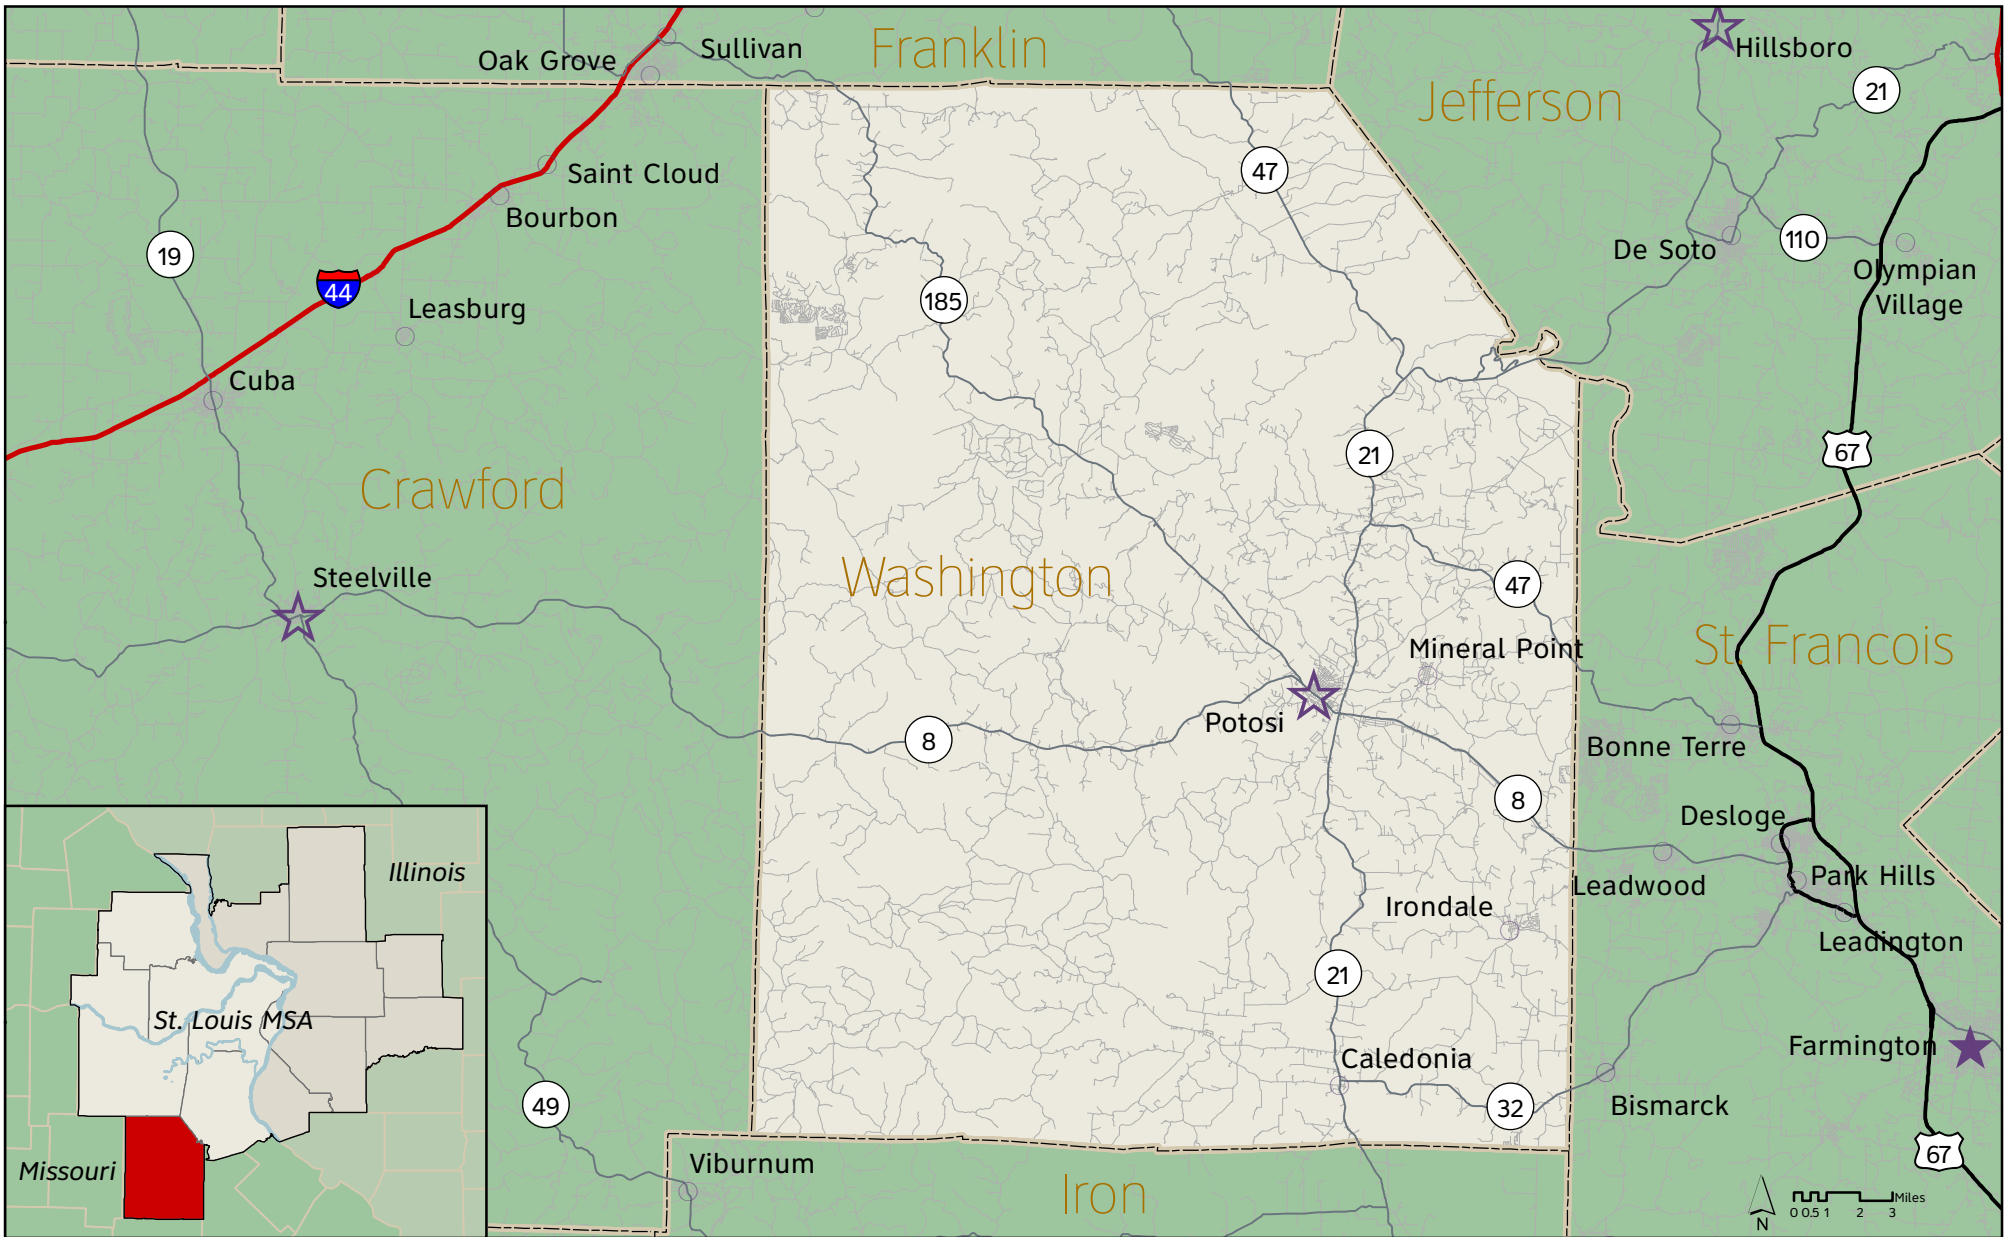 Franklin
Sullivan
Oak Grove
Hillsboro
Jefferson
21
47
Saint Cloud
Bourbon
19
De Soto
110
44
Leasburg
185
Olympian
Village
Cuba
21
67
Crawford
Washington
Steelville
47
Mineral Point
St. Francois
Potosi
8
Bonne Terre
8
Desloge
Illinois
Park Hills
Leadwood
Irondale
Leadington
21
St. Louis MSA
Farmington
Caledonia
49
32
Bismarck
Missouri
Viburnum
67
Iron
N
Miles
0 0.5 1 2 3